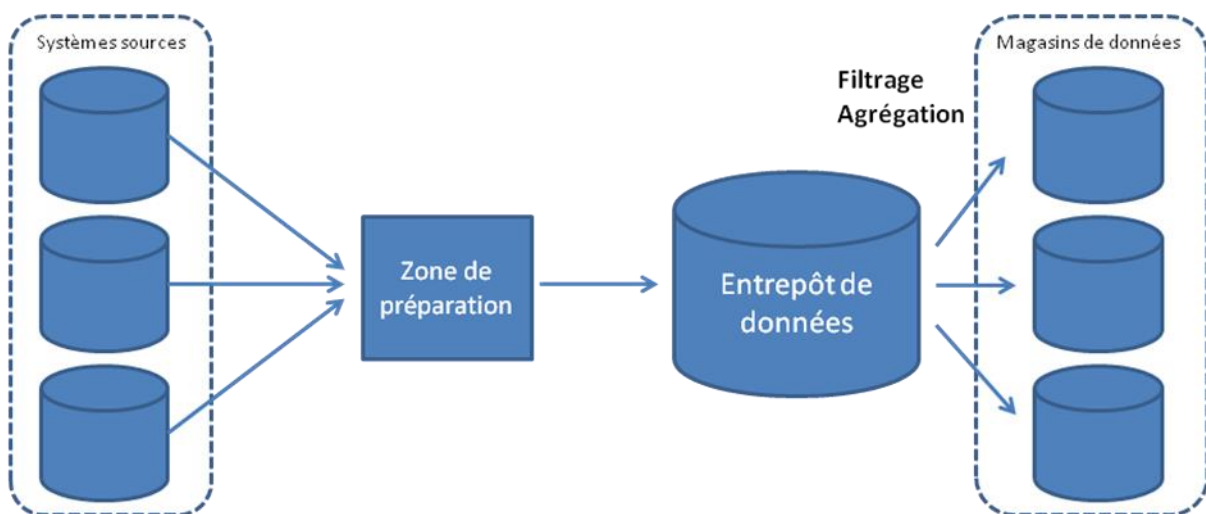 Systèmes sources
Zone de
préparation
Entrepôt de
données
Filtrage
Agrégation
Magasins de données